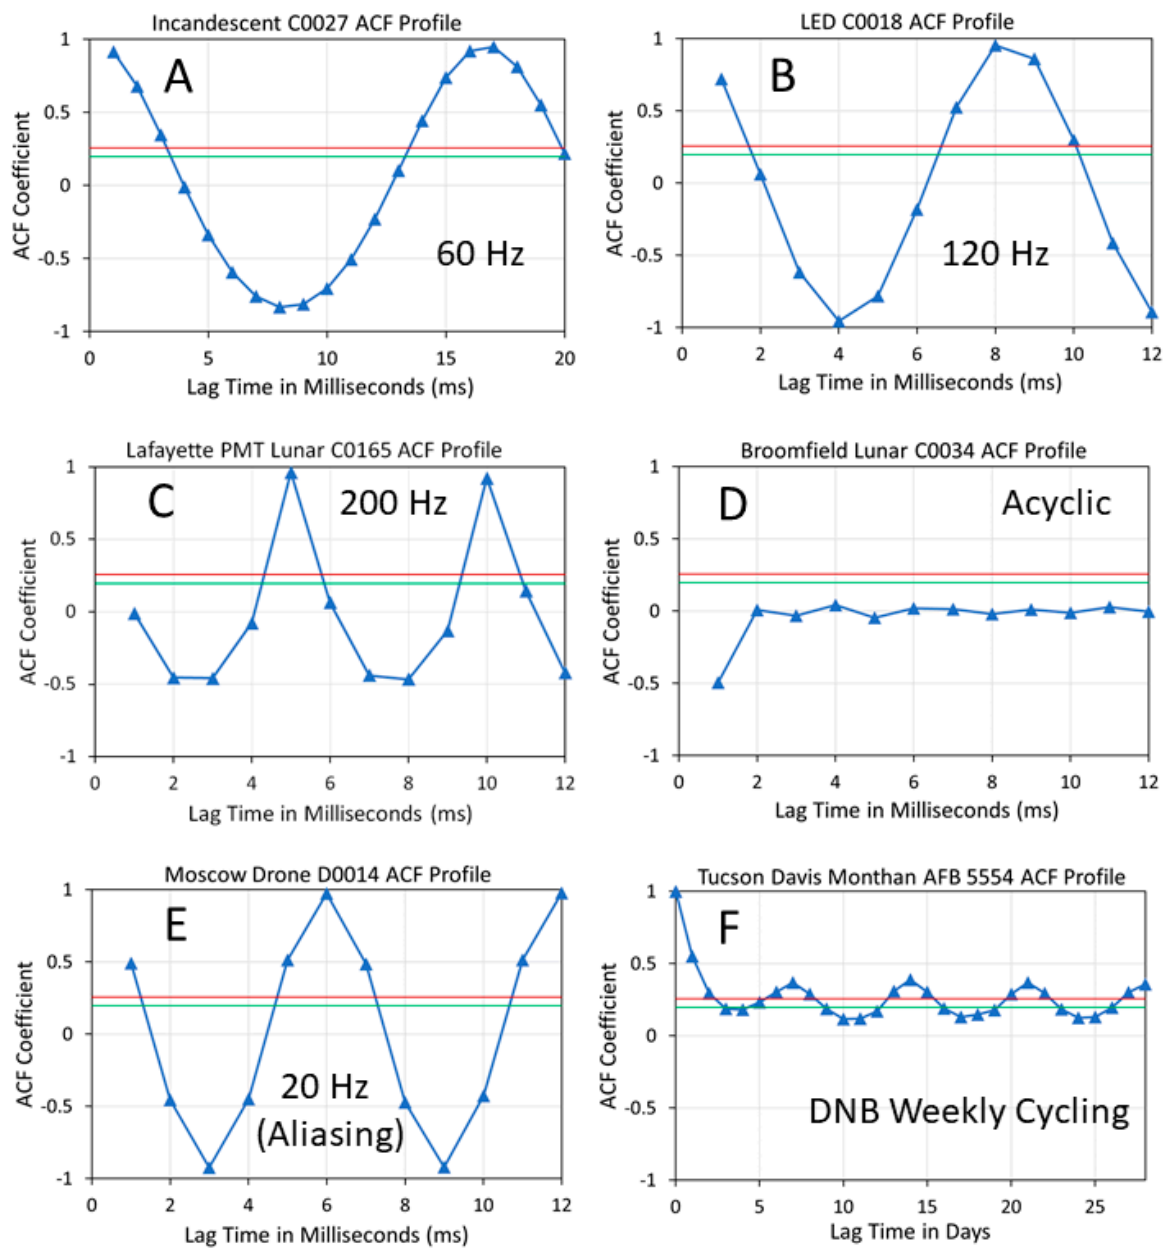 Incandescent C0027 ACF Profile
1
0.5
0
-0.5
-1
ACF Coefficient
A
60 Hz
0 5 10 15 20
Lag Time in Milliseconds (ms)
LED C0018 ACF Profile
1
0.5
0
-0.5
-1
ACF Coefficient
B
120 Hz
0 2 4 6 8 10 12
Lag Time in Milliseconds (ms)
Lafayette PMT Lunar C0165 ACF Profile
1
0.5
0
-0.5
-1
ACF Coefficient
C
200 Hz
0 2 4 6 8 10 12
Lag Time in Milliseconds (ms)
Broomfield Lunar C0034 ACF Profile
1
0.5
0
-0.5
-1
ACF Coefficient
D
Acyclic
0 2 4 6 8 10 12
Lag Time in Milliseconds (ms)
Moscow Drone D0014 ACF Profile
1
0.5
0
-0.5
-1
ACF Coefficient
E
20 Hz
(Aliasing)
0 2 4 6 8 10 12
Lag Time in Milliseconds (ms)
Tucson Davis Monthan AFB 5554 ACF Profile
1
0.5
0
-0.5
-1
ACF Coefficient
F
DNB Weekly Cycling
0 5 10 15 20 25
Lag Time in Days